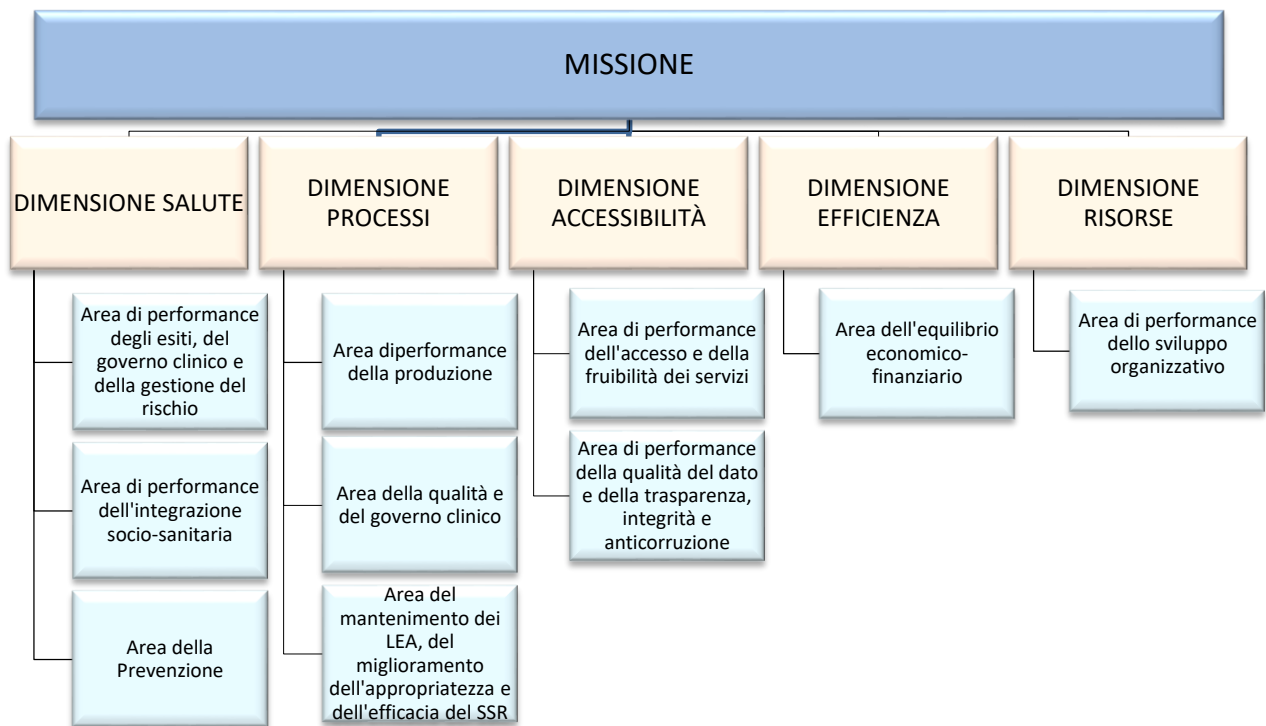 MISSIONE
DIMENSIONE SALUTE
DIMENSIONE
PROCESSI
DIMENSIONE
ACCESSIBILITÀ
DIMENSIONE
EFFICIENZA
DIMENSIONE
RISORSE
Area di performance
degli esiti, del
governo clinico e
della gestione del
rischio
Area di performance
dell'integrazione
socio-sanitaria
Area della
Prevenzione
Area diperformance
della produzione
Area della qualità e
del governo clinico
Area del
mantenimento dei
LEA, del
miglioramento
dell'appropriatezza e
dell'efficacia del SSR
Area di performance
dell'accesso e della
fruibilità dei servizi
Area di performance
della qualità del dato
e della trasparenza,
integrità e
anticorruzione
Area dell'equilibrio
economico-
finanziario
Area di performance
dello sviluppo
organizzativo